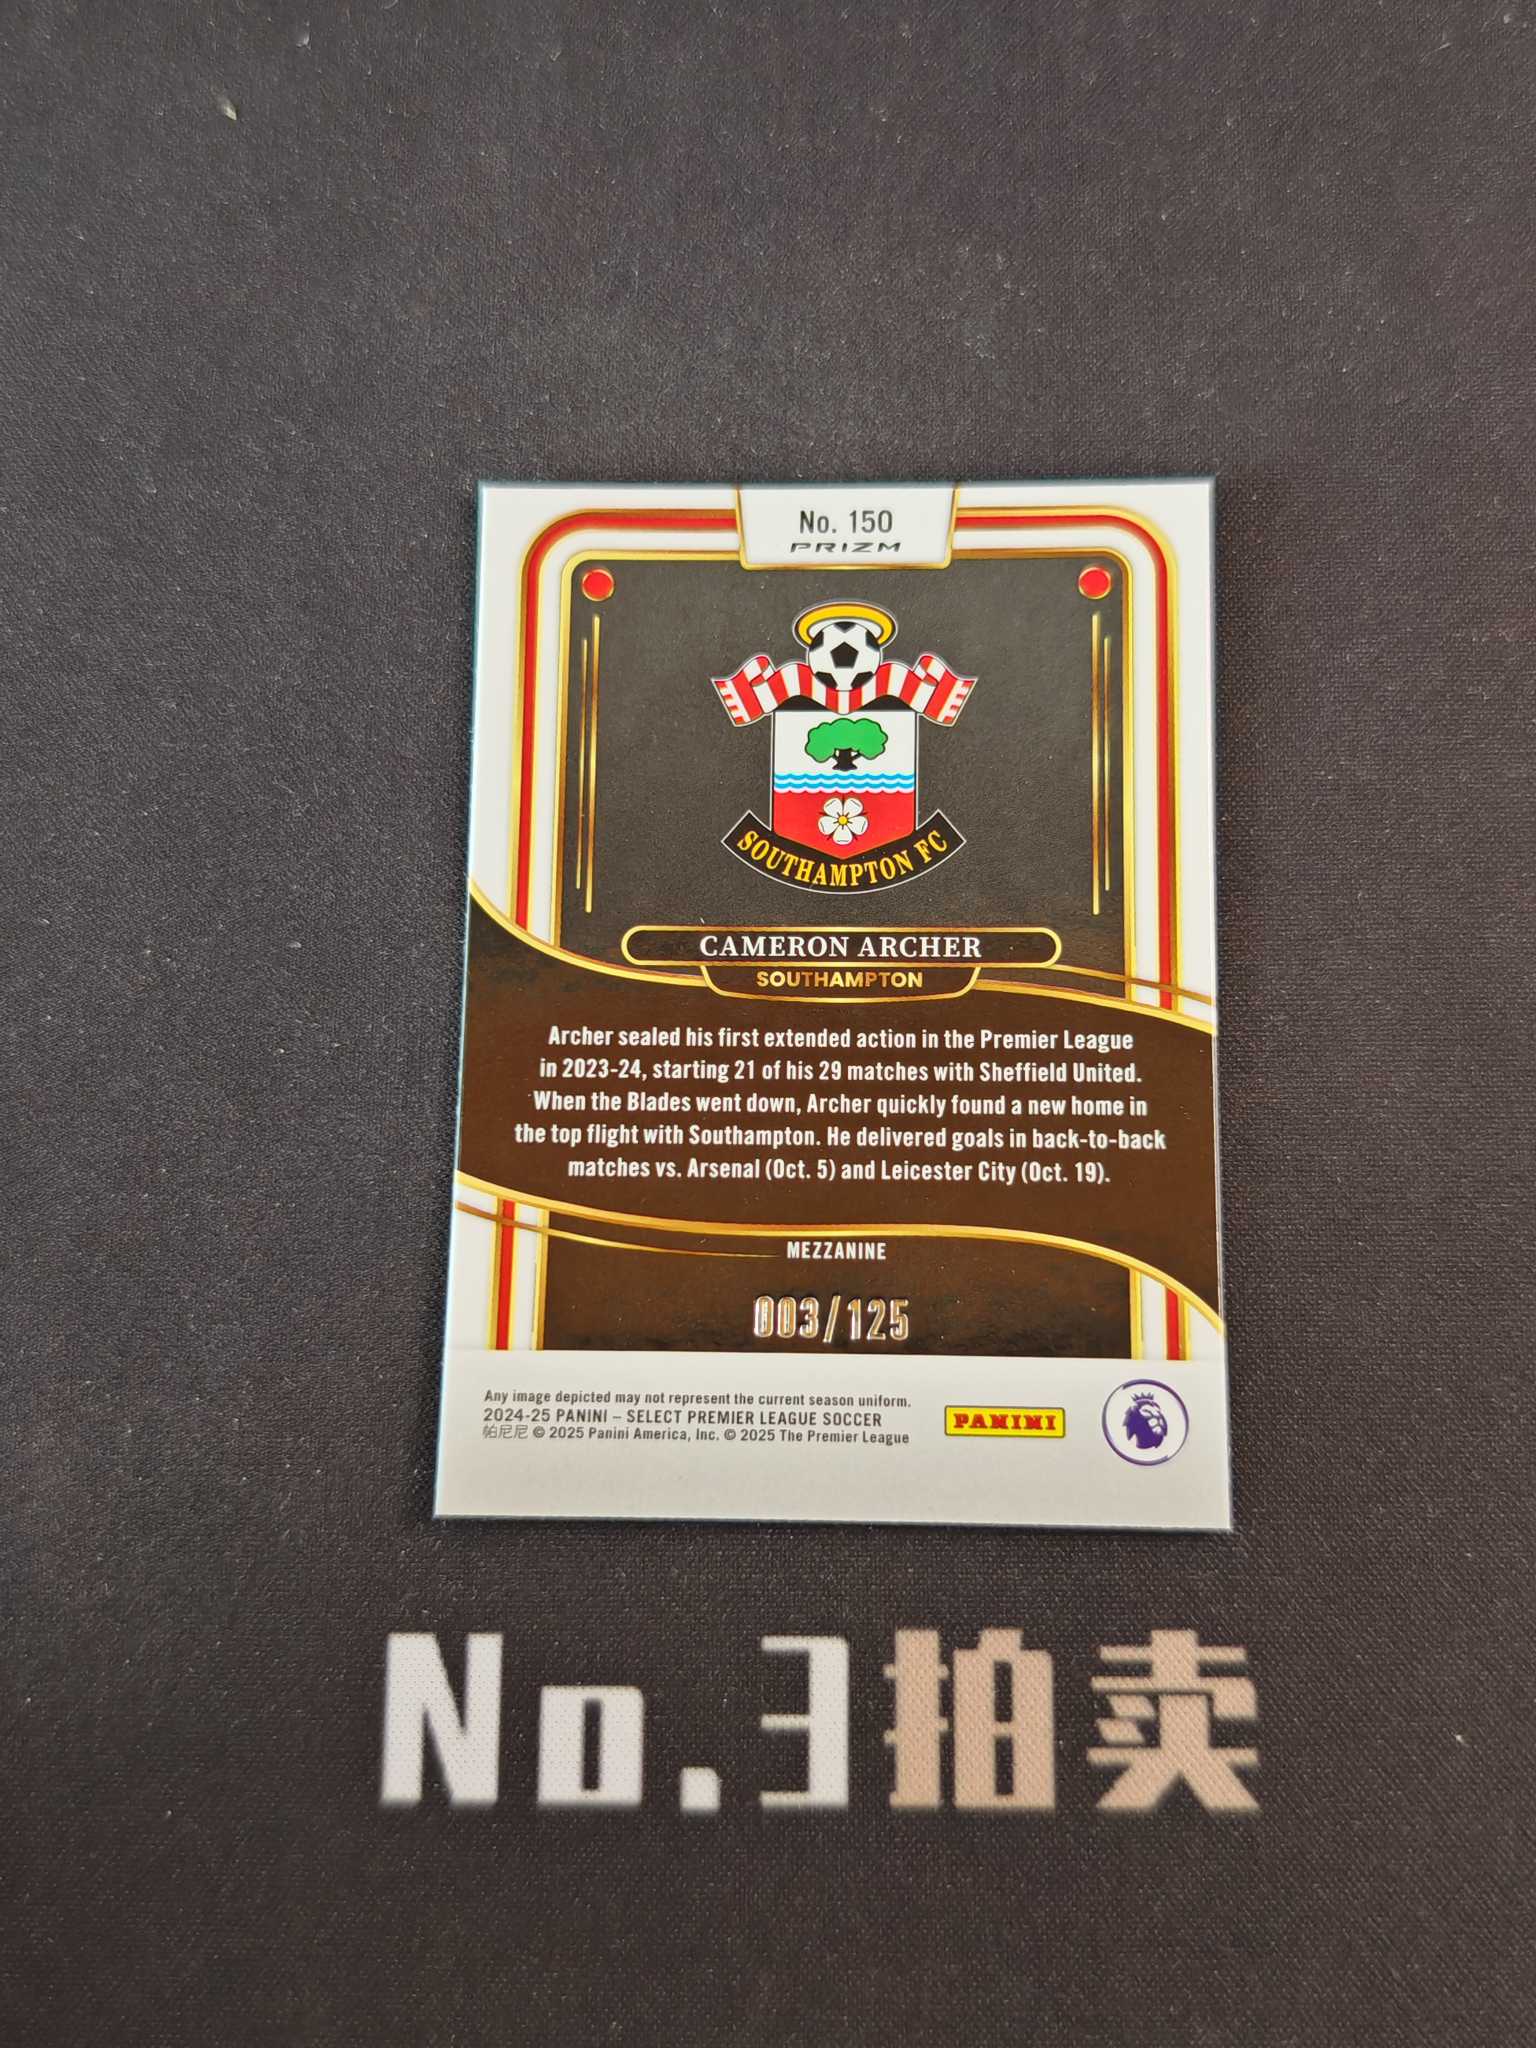 No. 150
PRIZM
SOUTHAMPTON FC
CAMERON ARCHER
SOUTHAMPTON
Archer sealed his first extended action in the Premier League
in 2023-24, starting 21 of his 29 matches with Sheffield United.
When the Blades went down, Archer quickly found a new home in
the top flight with Southampton. He delivered goals in back-to-back
matches vs. Arsenal (Oct. 5) and Leicester City (Oct. 19).
MEZZANINE
003/125
Any image depicted may not represent the current season uniform.
2024-25 PANINI – SELECT PREMIER LEAGUE SOCCER
帕尼尼 © 2025 Panini America, Inc. © 2025 The Premier League
PANINI
No.3拍卖